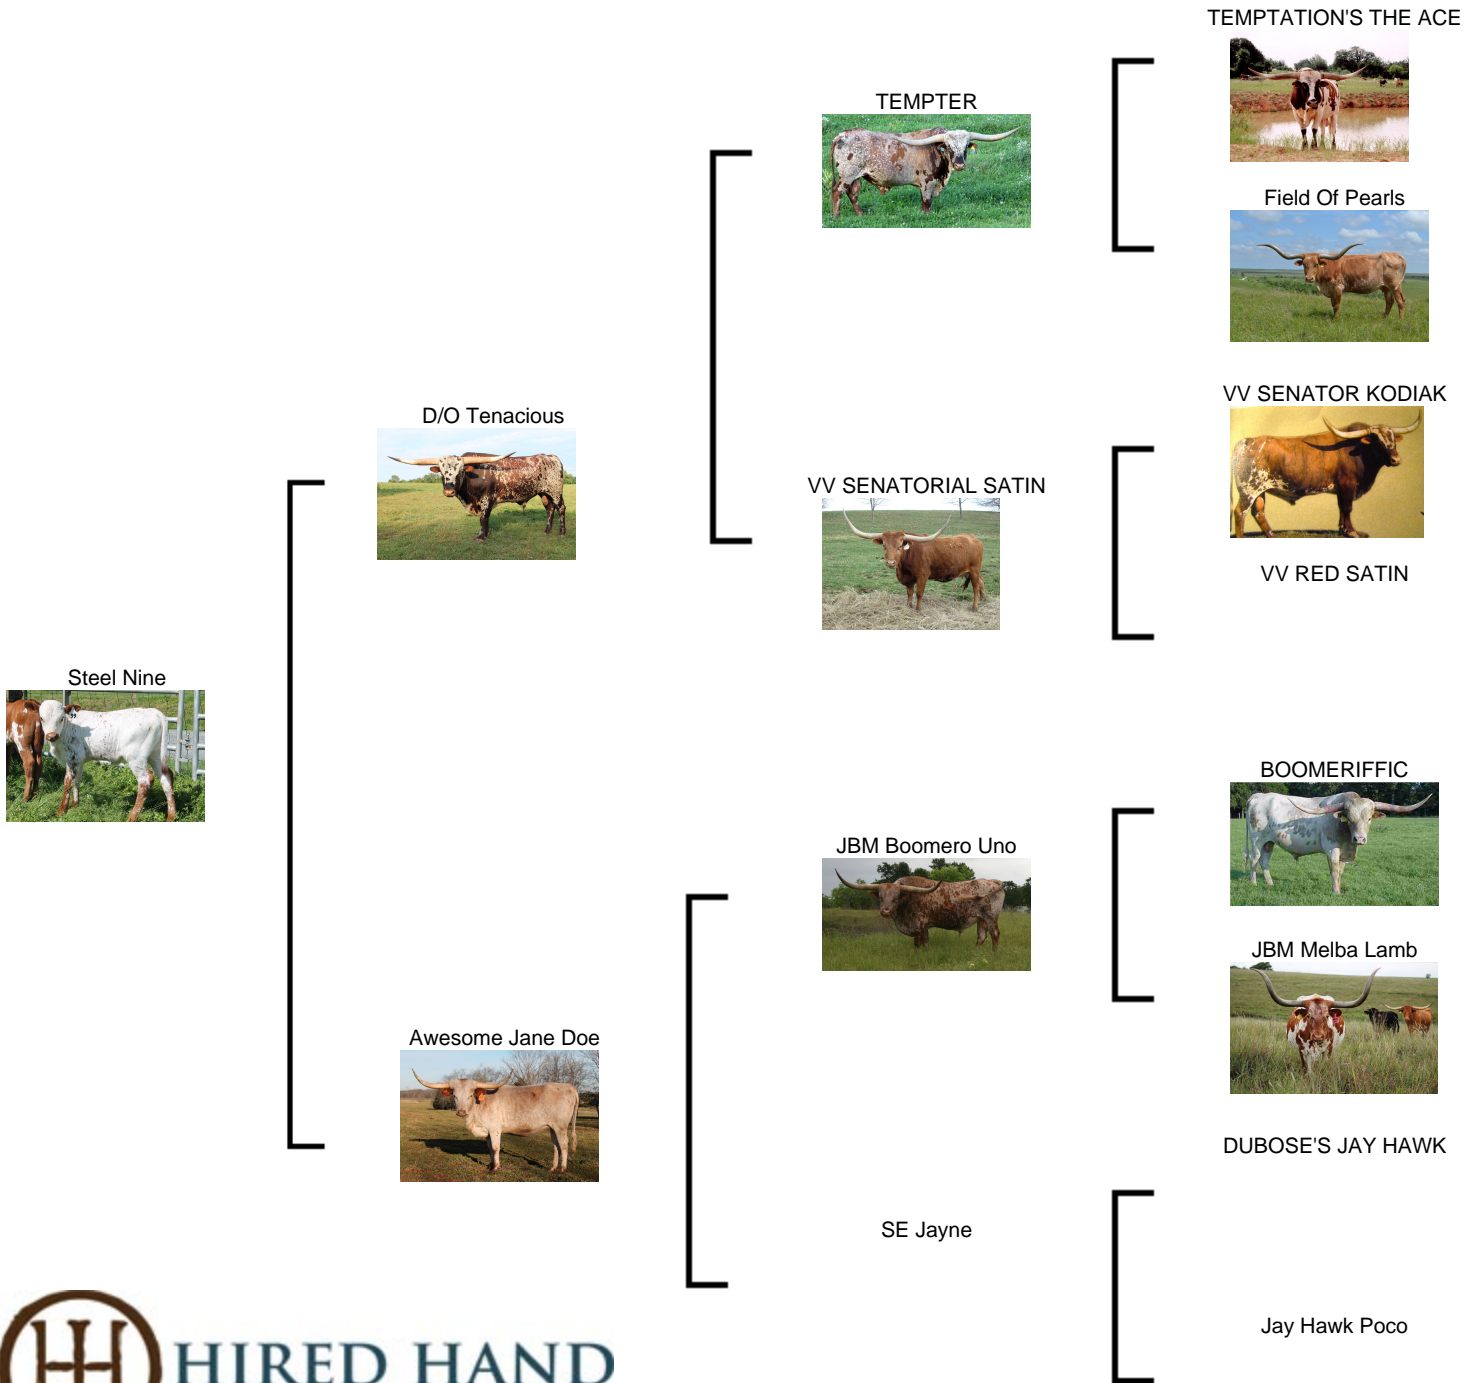 TEMPTATION'S THE ACE
TEMPTER
Field Of Pearls
D/O Tenacious
VV SENATOR KODIAK
VV SENATORIAL SATIN
VV RED SATIN
Steel Nine
BOOMERIFFIC
JBM Boomero Uno
JBM Melba Lamb
Awesome Jane Doe
DUBOSE'S JAY HAWK
SE Jayne
Jay Hawk Poco
HIRED HAND